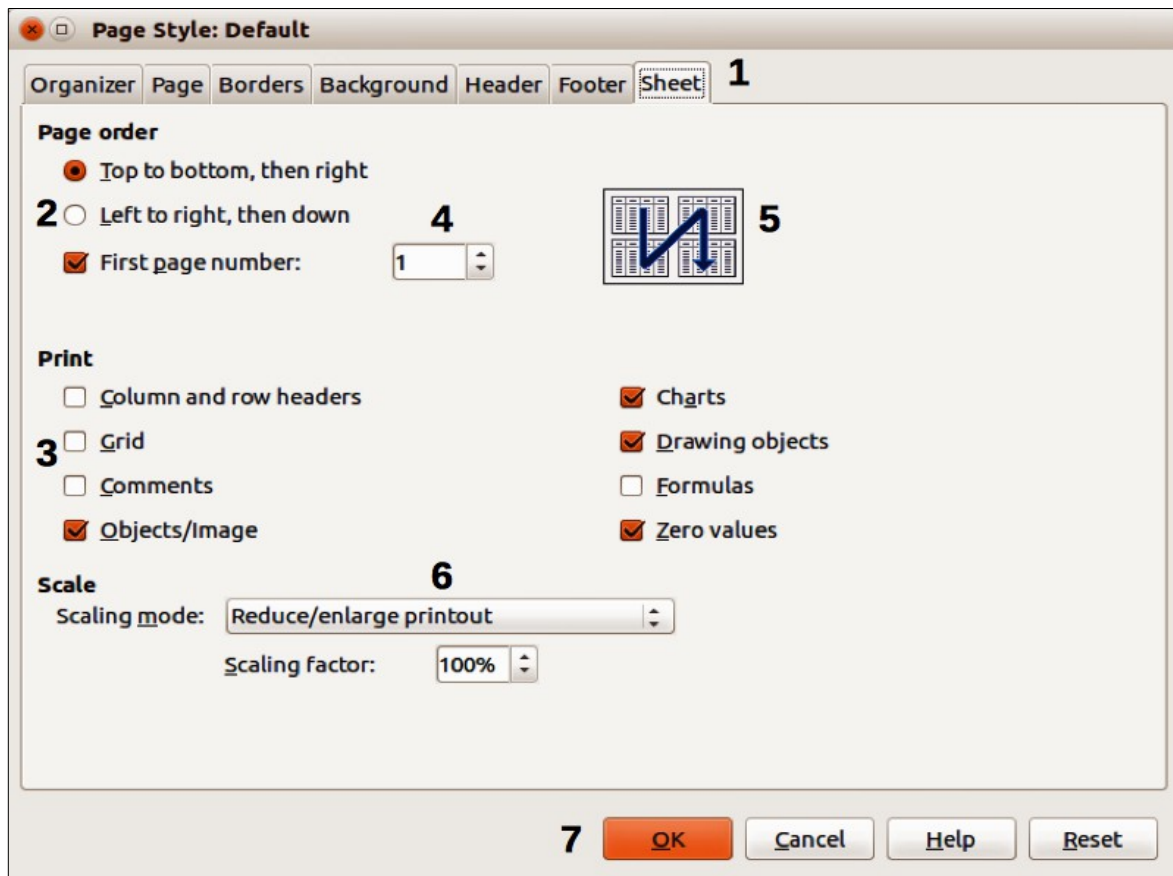 Page Style: Default
Organizer Page Borders Background Header Footer Sheet 1
Page order
Top to bottom, then right
2 Left to right, then down 4 5
First page number: 1
Print
Column and row headers Charts
3 Grid Drawing objects
Comments Formulas
Objects/Image Zero values
Scale 6
Scaling mode: Reduce/enlarge printout
Scaling factor: 100%
7 OK Cancel Help Reset